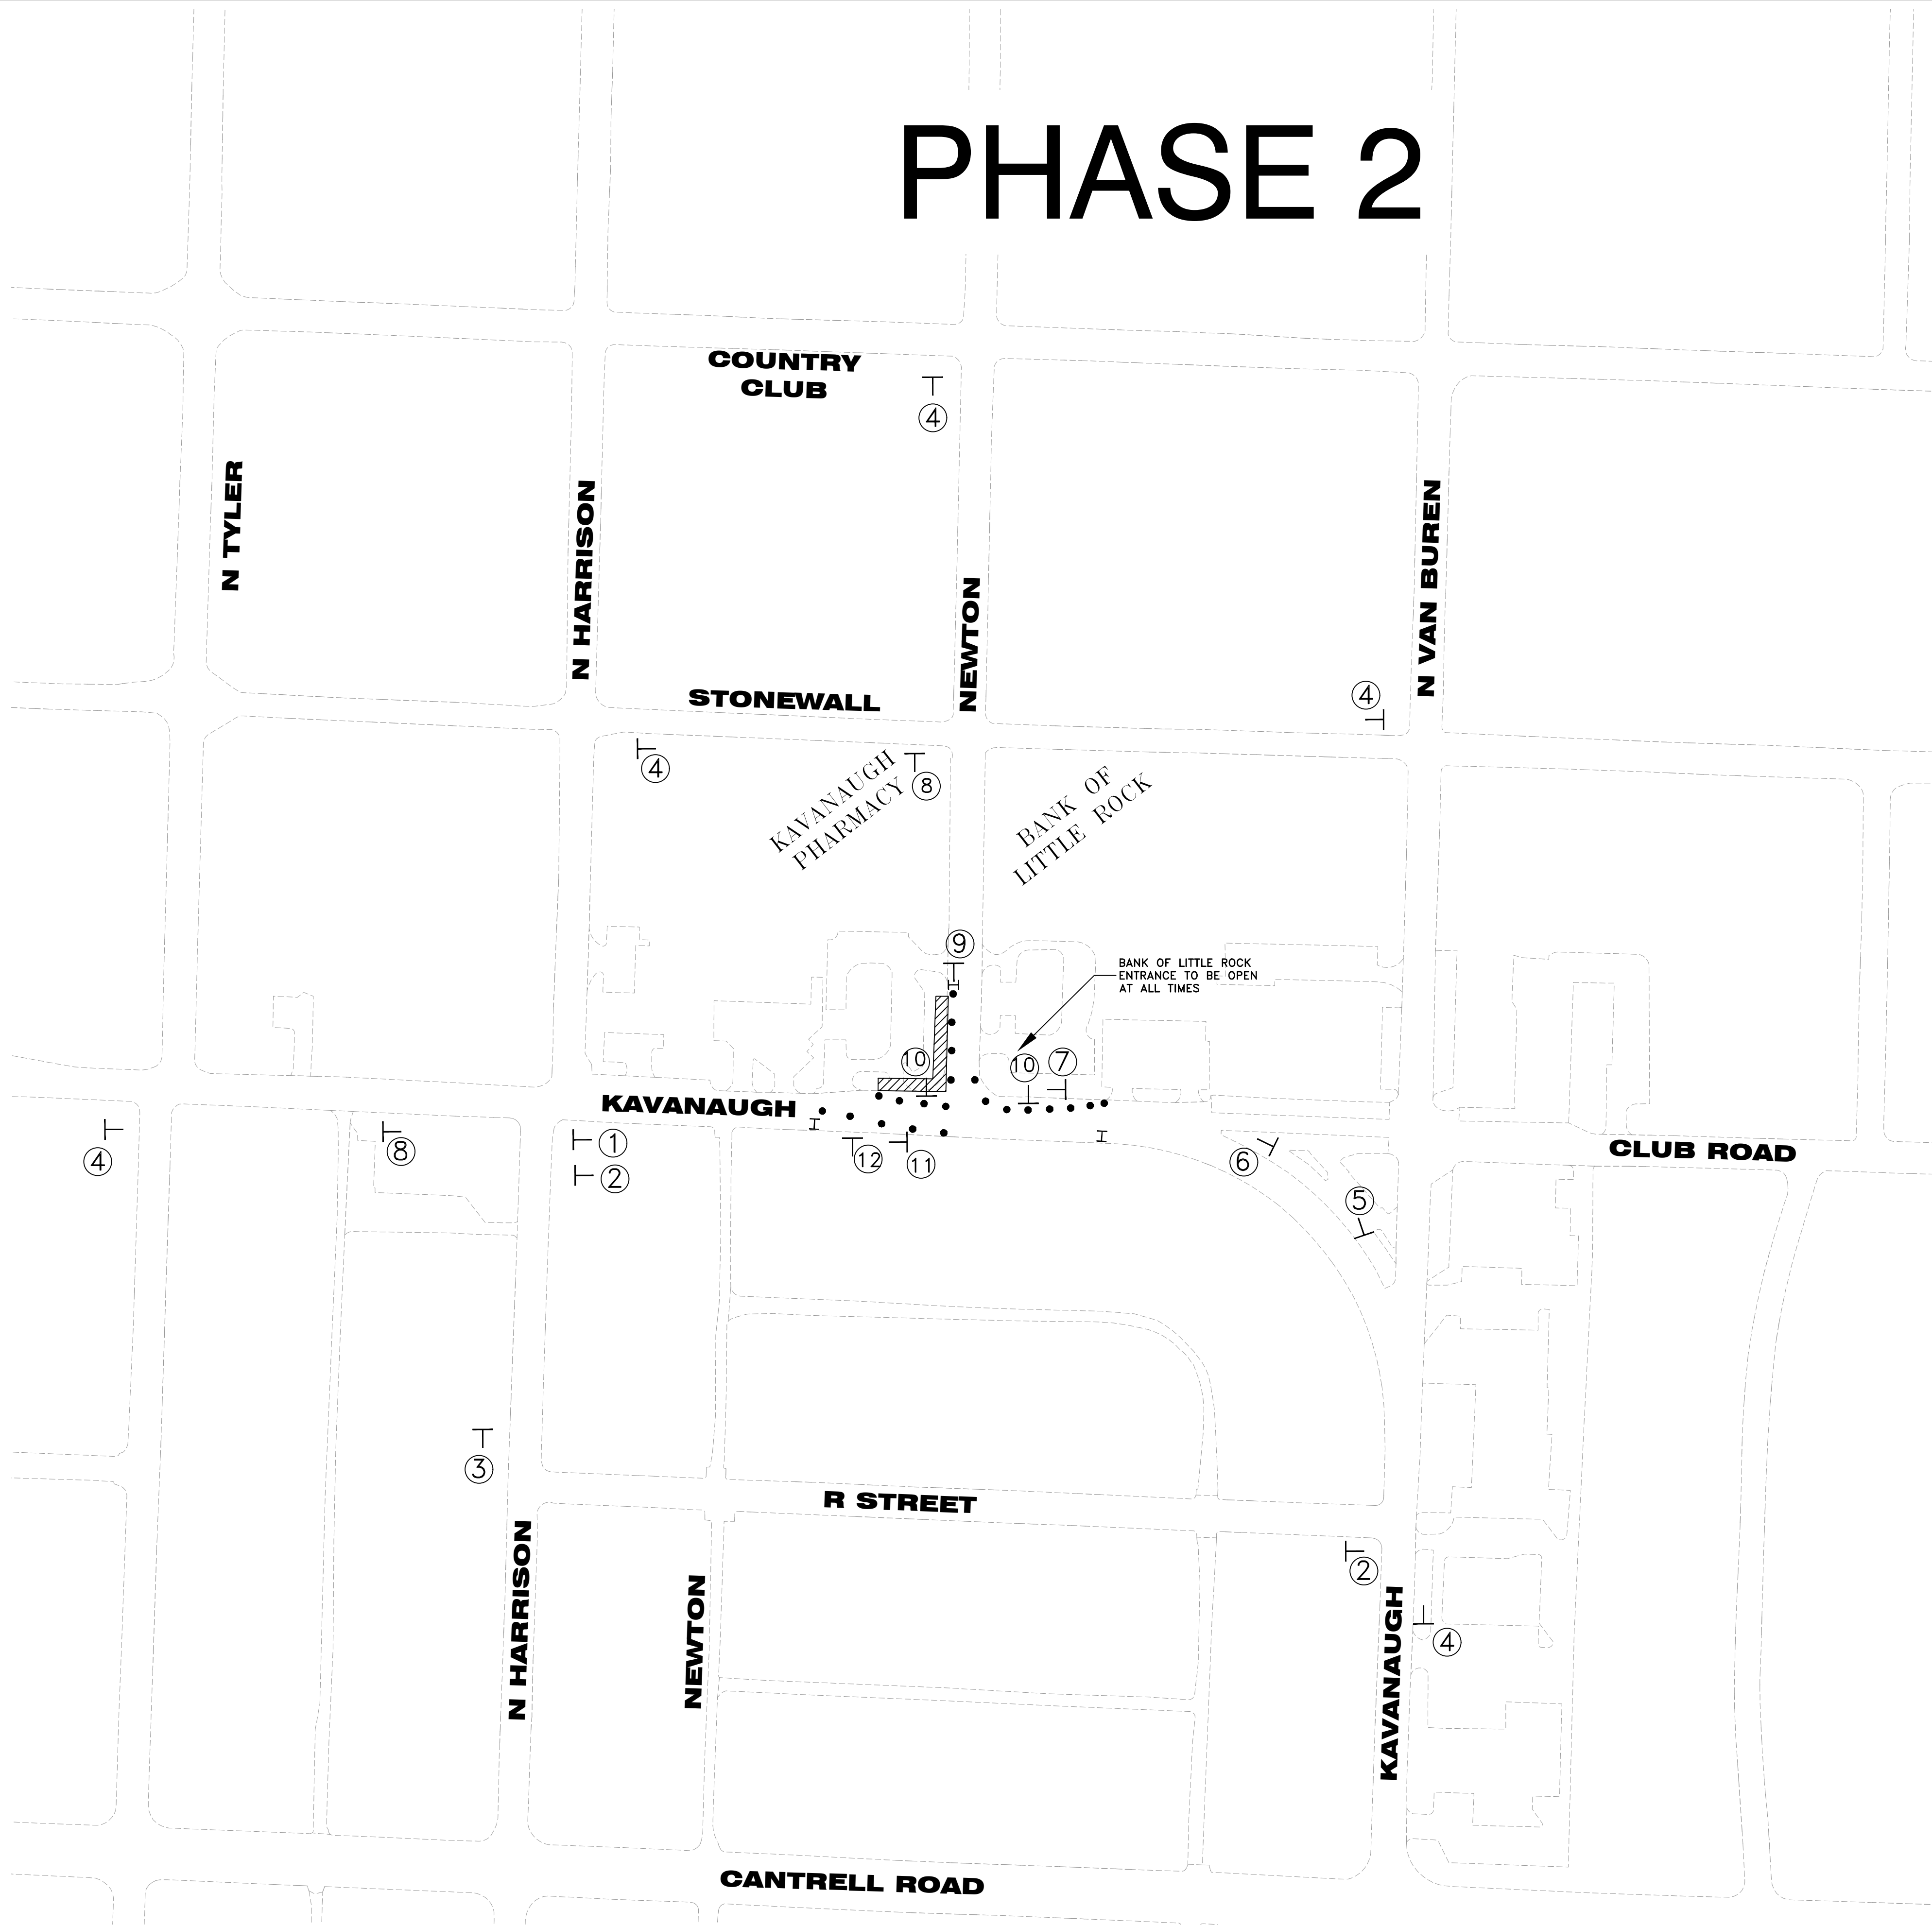 PHASE 2
COUNTRY
CLUB
4
N TYLER
N HARRISON
NEWTON
N VAN BUREN
STONEWALL
4
4
8
KAVANAUGH
PHARMACY
BANK OF
LITTLE ROCK
9
BANK OF LITTLE ROCK
ENTRANCE TO BE OPEN
AT ALL TIMES
10
10
7
KAVANAUGH
4
8
1
2
12
11
6
5
CLUB ROAD
3
R STREET
N HARRISON
NEWTON
2
4
KAVANAUGH
CANTRELL ROAD